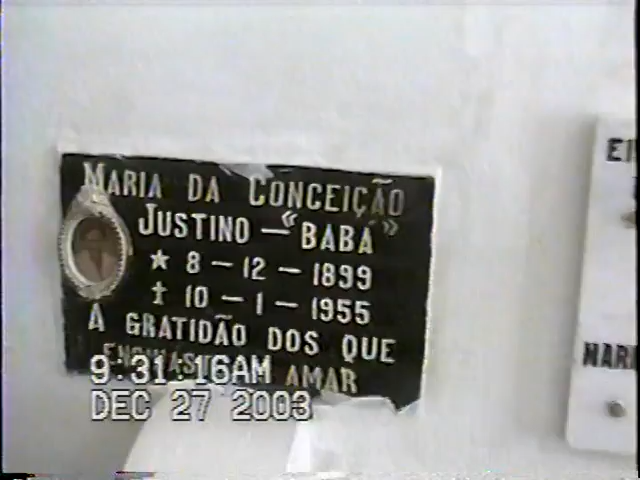 MARIA DA CONCEIÇÃO
JUSTINO — "BABÁ"
★ 8 — 12 — 1899
✝ 10 — 1 — 1955
A GRATIDÃO DOS QUE
AMAR
9:31:16AM
DEC 27 2003